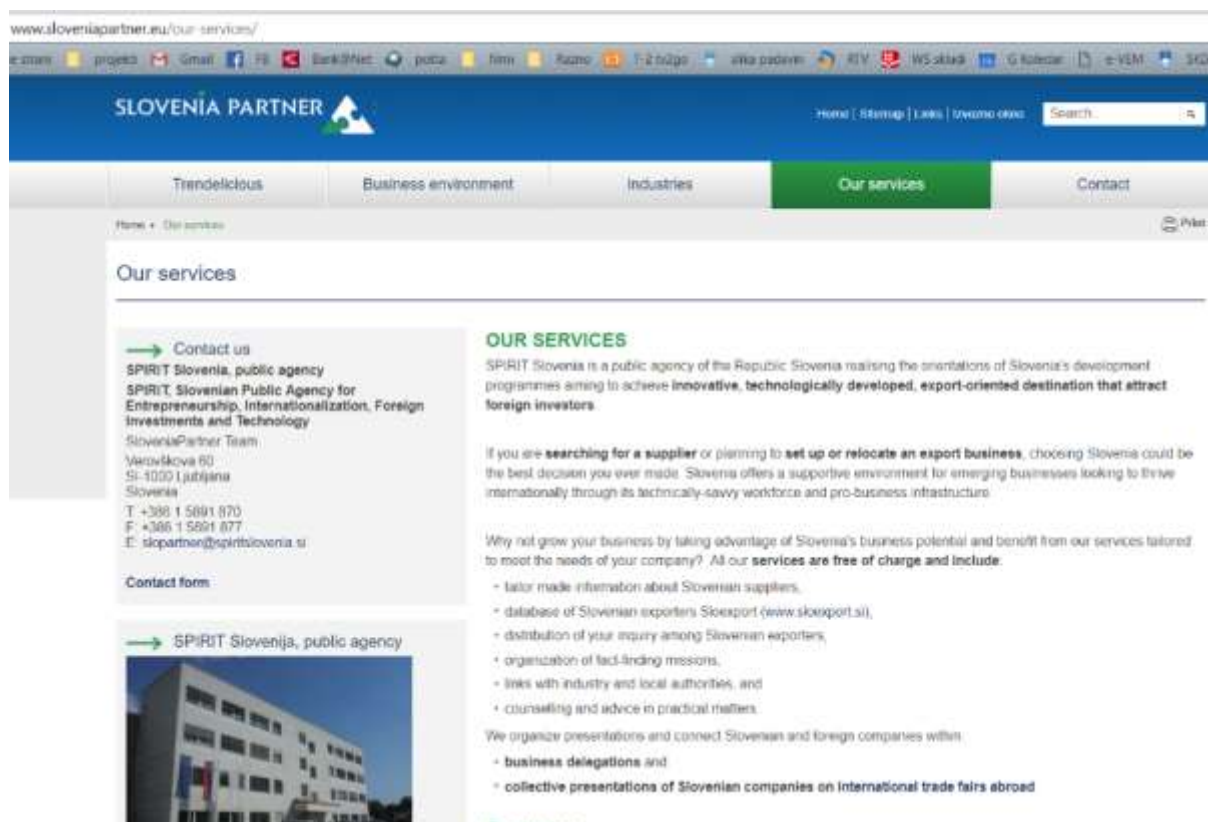 www.sloveniapartner.eu/our-services/
projekti Gmail FB Bank@Net pošta firmi Razno T-2 tv2go slika padavin RTV WS skladi G Koledar e-VEM SKD
SLOVENIA PARTNER
Home | Sitemap | Links | Izvozno okno Search...
Trendelicious Business environment Industries Our services Contact
Home Our services Print
Our services
Contact us
SPIRIT Slovenia, public agency
SPIRIT, Slovenian Public Agency for
Entrepreneurship, Internationalization, Foreign
Investments and Technology
SloveniaPartner Team
Verovškova 60
SI-1000 Ljubljana
Slovenia
T: +386 1 5891 870
F: +386 1 5891 877
E: slopartner@spiritslovenia.si
Contact form
SPIRIT Slovenija, public agency
OUR SERVICES
SPIRIT Slovenia is a public agency of the Republic Slovenia realising the orientations of Slovenia's development
programmes aiming to achieve innovative, technologically developed, export-oriented destination that attract
foreign investors.
If you are searching for a supplier or planning to set up or relocate an export business, choosing Slovenia could be
the best decision you ever made. Slovenia offers a supportive environment for emerging businesses looking to thrive
internationally through its technically-savvy workforce and pro-business infrastructure.
Why not grow your business by taking advantage of Slovenia's business potential and benefit from our services tailored
to meet the needs of your company? All our services are free of charge and include:
• tailor made information about Slovenian suppliers,
• database of Slovenian exporters Sloexport (www.sloexport.si),
• distribution of your inquiry among Slovenian exporters,
• organization of fact-finding missions,
• links with industry and local authorities, and
• counselling and advice in practical matters.
We organize presentations and connect Slovenian and foreign companies within:
• business delegations and
• collective presentations of Slovenian companies on international trade fairs abroad